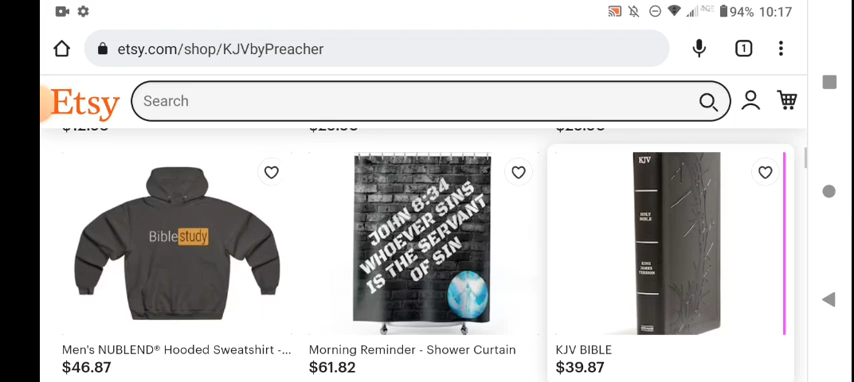 94% 10:17
etsy.com/shop/KJVbyPreacher
1
Etsy
Search
Bible study
JOHN 8:34
WHOEVER SINS
IS THE SERVANT
OF SIN
KJV
HOLY
BIBLE
KING
JAMES
VERSION
Men's NUBLEND® Hooded Sweatshirt -...
$46.87
Morning Reminder - Shower Curtain
$61.82
KJV BIBLE
$39.87